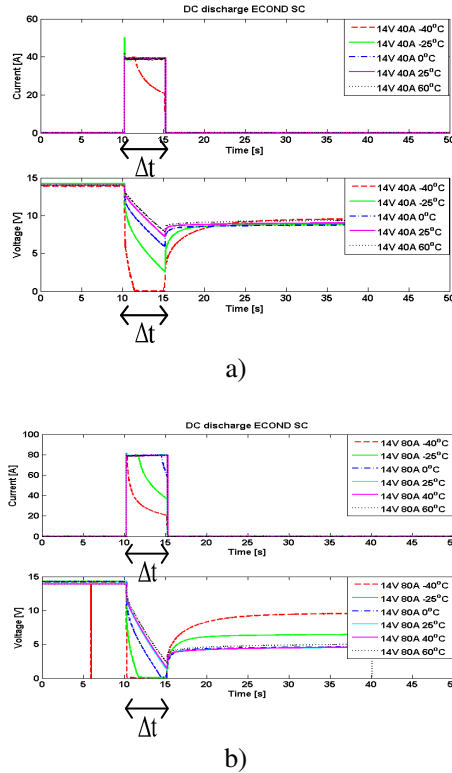 DC discharge ECOND SC
Current [A]
60
40
20
0
14V 40A -40°C
14V 40A -25°C
14V 40A 0°C
14V 40A 25°C
14V 40A 60°C
0 5 10 15 20 25 30 35 40 45 50
Time [s]
Δt
Voltage [V]
15
10
5
0
14V 40A -40°C
14V 40A -25°C
14V 40A 0°C
14V 40A 25°C
14V 40A 60°C
0 5 10 15 20 25 30 35 40 45 50
Time [s]
Δt
a)
DC discharge ECOND SC
Current [A]
100
80
60
40
20
0
14V 80A -40°C
14V 80A -25°C
14V 80A 0°C
14V 80A 25°C
14V 80A 40°C
14V 80A 60°C
0 5 10 15 20 25 30 35 40 45 50
Time [s]
Δt
Voltage [V]
15
10
5
0
14V 80A -40°C
14V 80A -25°C
14V 80A 0°C
14V 80A 25°C
14V 80A 40°C
14V 80A 60°C
0 5 10 15 20 25 30 35 40 45 50
Time [s]
Δt
b)